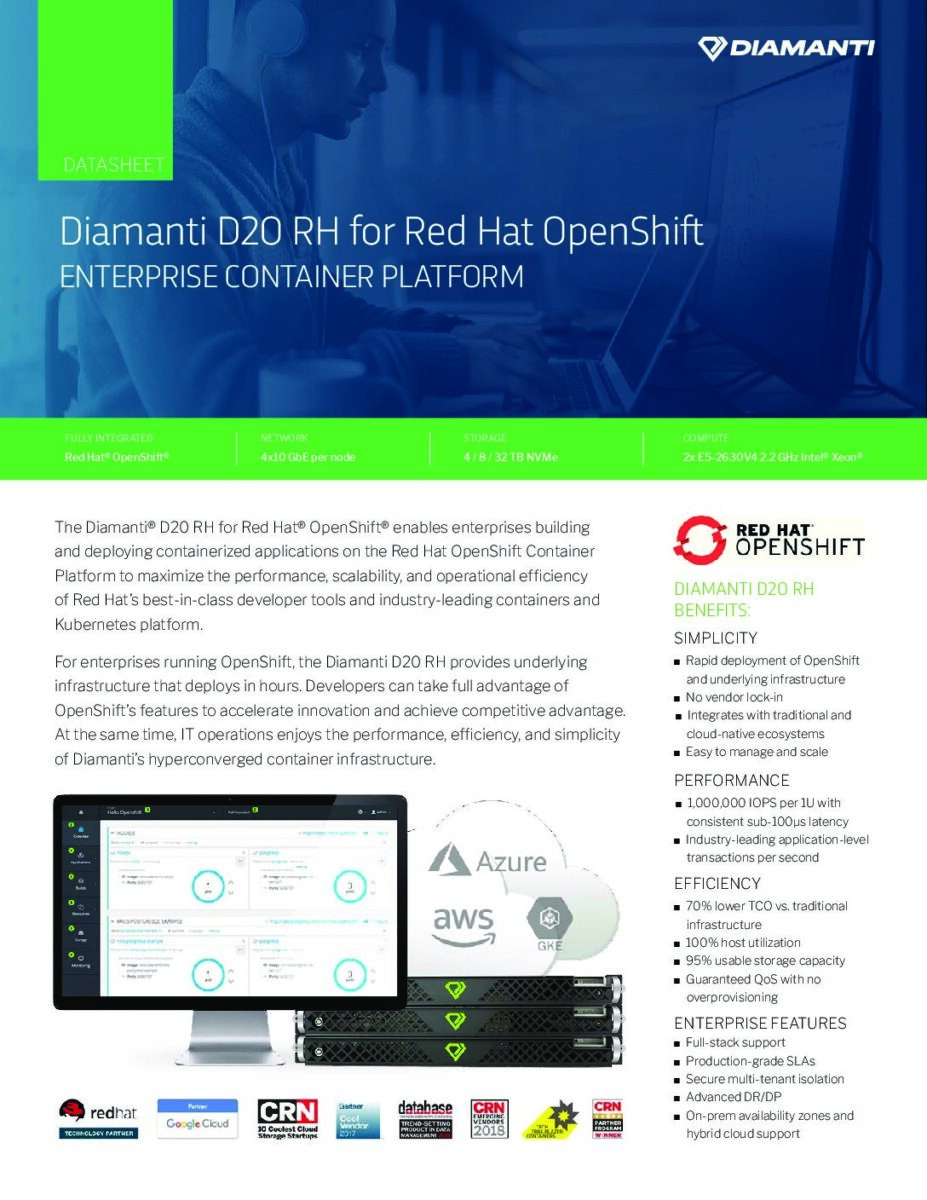 DIAMANTI
DATASHEET
Diamanti D20 RH for Red Hat OpenShift
ENTERPRISE CONTAINER PLATFORM
FULLY INTEGRATED
Red Hat® OpenShift®
NETWORK
4x10 GbE per node
STORAGE
4 / 8 / 32 TB NVMe
COMPUTE
2x E5-2630V4 2.2 GHz Intel® Xeon®
The Diamanti® D20 RH for Red Hat® OpenShift® enables enterprises building
and deploying containerized applications on the Red Hat OpenShift Container
Platform to maximize the performance, scalability, and operational efficiency
of Red Hat's best-in-class developer tools and industry-leading containers and
Kubernetes platform.
For enterprises running OpenShift, the Diamanti D20 RH provides underlying
infrastructure that deploys in hours. Developers can take full advantage of
OpenShift's features to accelerate innovation and achieve competitive advantage.
At the same time, IT operations enjoys the performance, efficiency, and simplicity
of Diamanti's hyperconverged container infrastructure.
Azure
aws
GKE
redhat
TECHNOLOGY PARTNER
Partner
Google Cloud
CRN
30 Coolest Cloud
Storage Startups
Gartner
Cool
Vendor
2017
database
TREND-SETTING
PRODUCT IN DATA
MANAGEMENT
CRN
EMERGING
VENDORS
2018
CONTAINERS
CRN
PARTNER
PROGRAM
WINNER
RED HAT®
OPENSHIFT
DIAMANTI D20 RH
BENEFITS:
SIMPLICITY
■ Rapid deployment of OpenShift
and underlying infrastructure
■ No vendor lock-in
■ Integrates with traditional and
cloud-native ecosystems
■ Easy to manage and scale
PERFORMANCE
■ 1,000,000 IOPS per 1U with
consistent sub-100µs latency
■ Industry-leading application-level
transactions per second
EFFICIENCY
■ 70% lower TCO vs. traditional
infrastructure
■ 100% host utilization
■ 95% usable storage capacity
■ Guaranteed QoS with no
overprovisioning
ENTERPRISE FEATURES
■ Full-stack support
■ Production-grade SLAs
■ Secure multi-tenant isolation
■ Advanced DR/DP
■ On-prem availability zones and
hybrid cloud support